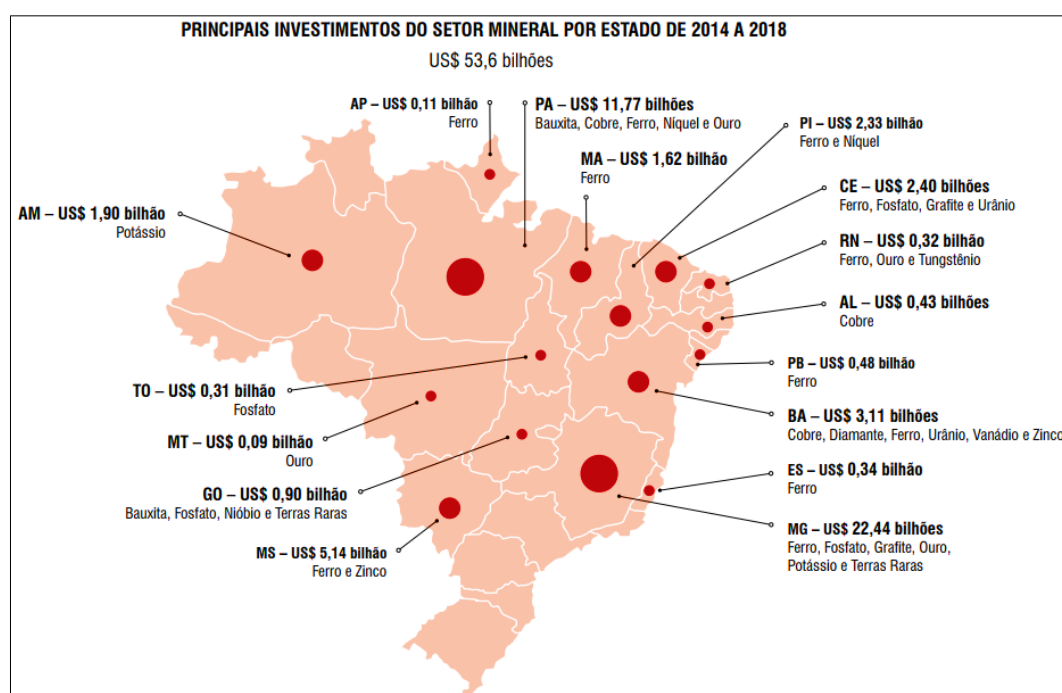 PRINCIPAIS INVESTIMENTOS DO SETOR MINERAL POR ESTADO DE 2014 A 2018
US$ 53,6 bilhões
AP – US$ 0,11 bilhão
Ferro
PA – US$ 11,77 bilhões
Bauxita, Cobre, Ferro, Níquel e Ouro
PI – US$ 2,33 bilhão
Ferro e Níquel
MA – US$ 1,62 bilhão
Ferro
CE – US$ 2,40 bilhões
Ferro, Fosfato, Grafite e Urânio
AM – US$ 1,90 bilhão
Potássio
RN – US$ 0,32 bilhão
Ferro, Ouro e Tungstênio
AL – US$ 0,43 bilhões
Cobre
PB – US$ 0,48 bilhão
Ferro
TO – US$ 0,31 bilhão
Fosfato
BA – US$ 3,11 bilhões
Cobre, Diamante, Ferro, Urânio, Vanádio e Zinco
MT – US$ 0,09 bilhão
Ouro
ES – US$ 0,34 bilhão
Ferro
GO – US$ 0,90 bilhão
Bauxita, Fosfato, Nióbio e Terras Raras
MG – US$ 22,44 bilhões
Ferro, Fosfato, Grafite, Ouro,
Potássio e Terras Raras
MS – US$ 5,14 bilhão
Ferro e Zinco